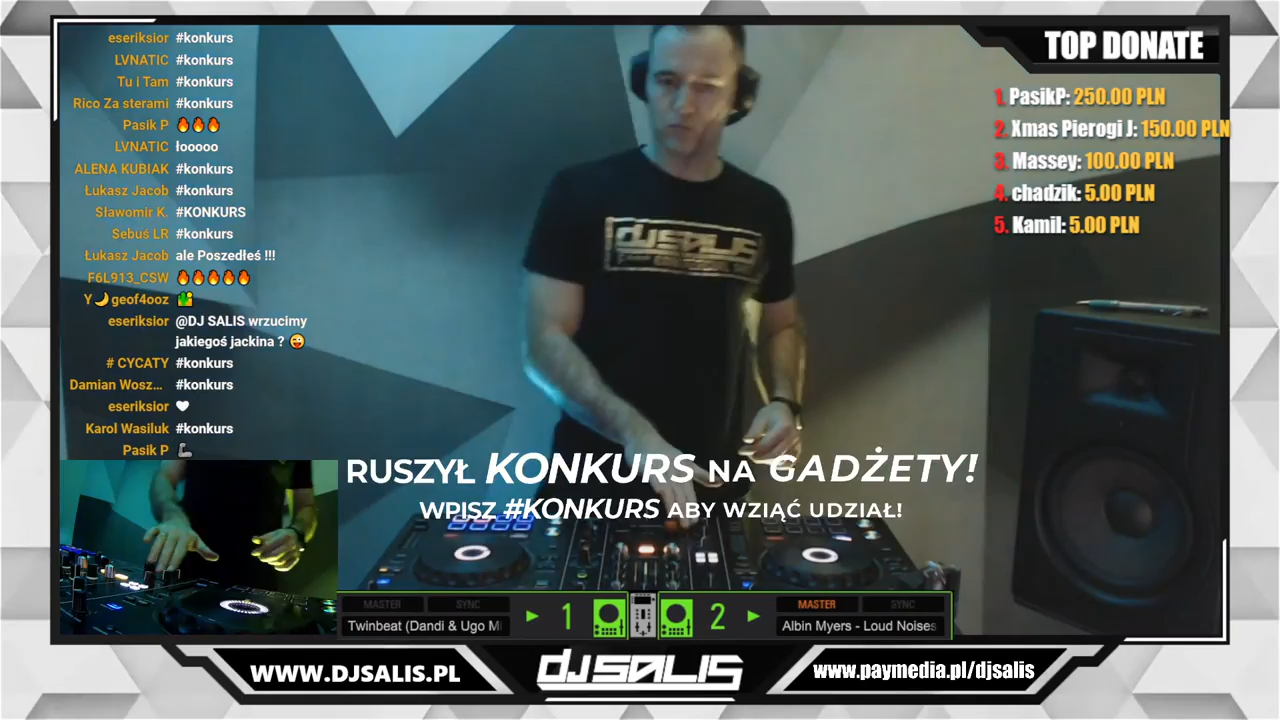 eseriksior #konkurs
LVNATIC #konkurs
Tu i Tam #konkurs
Rico Za sterami #konkurs
Pasik P 🔥🔥🔥
LVNATIC łooooo
ALENA KUBIAK #konkurs
Łukasz Jacob #konkurs
Sławomir K. #KONKURS
Sebuś LR #konkurs
Łukasz Jacob ale Poszedłeś !!!
F6L913_CSW 🔥🔥🔥🔥🔥
Y🌙geof4ooz
eseriksior @DJ SALIS wrzucimy
jakiegoś jackina ? 😜
# CYCATY #konkurs
Damian Wosz... #konkurs
eseriksior 🤍
Karol Wasiluk #konkurs
Pasik P 🦾
TOP DONATE
1. PasikP: 250.00 PLN
2. Xmas Pierogi J: 150.00 PLN
3. Massey: 100.00 PLN
4. chadzik: 5.00 PLN
5. Kamil: 5.00 PLN
DJSALIS
RUSZYŁ KONKURS NA GADŻETY!
WPISZ #KONKURS ABY WZIĄĆ UDZIAŁ!
MASTER SYNC
1
2
MASTER SYNC
Twinbeat (Dandi & Ugo Mi
Albin Myers - Loud Noises
WWW.DJSALIS.PL
DJSALIS
www.paymedia.pl/djsalis